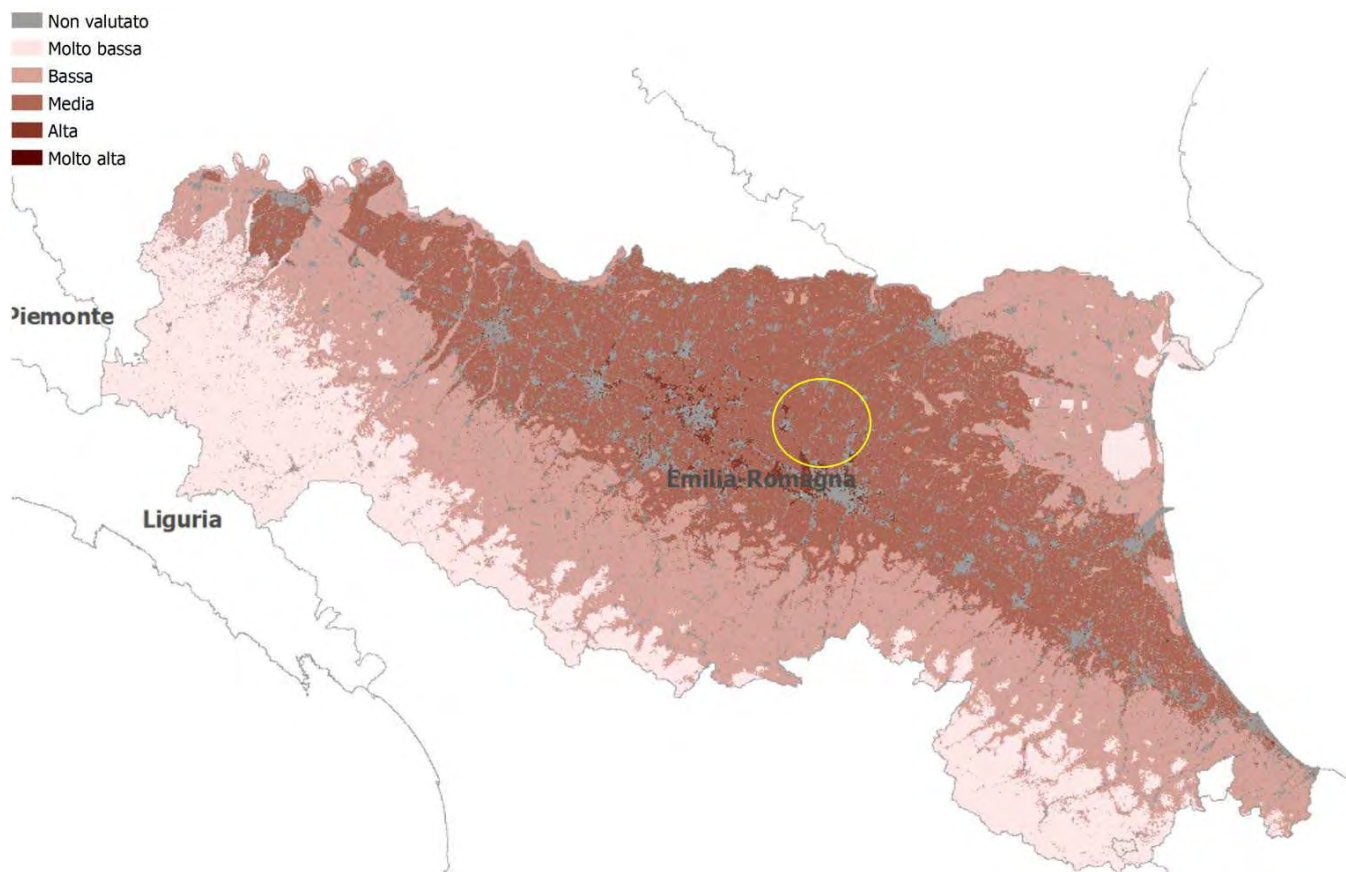 Non valutato
Molto bassa
Bassa
Media
Alta
Molto alta
Piemonte
Emilia-Romagna
Liguria